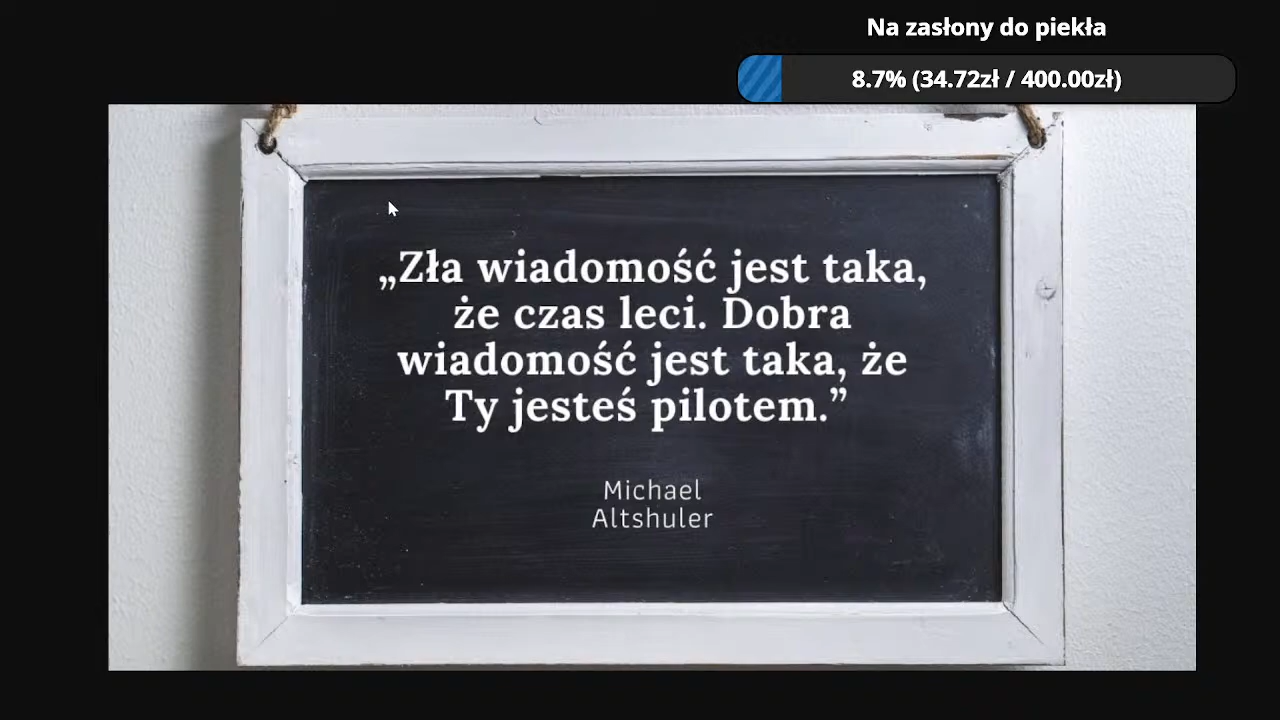 Na zasłony do piekła
8.7% (34.72zł / 400.00zł)
„Zła wiadomość jest taka,
że czas leci. Dobra
wiadomość jest taka, że
Ty jesteś pilotem.”
Michael
Altshuler